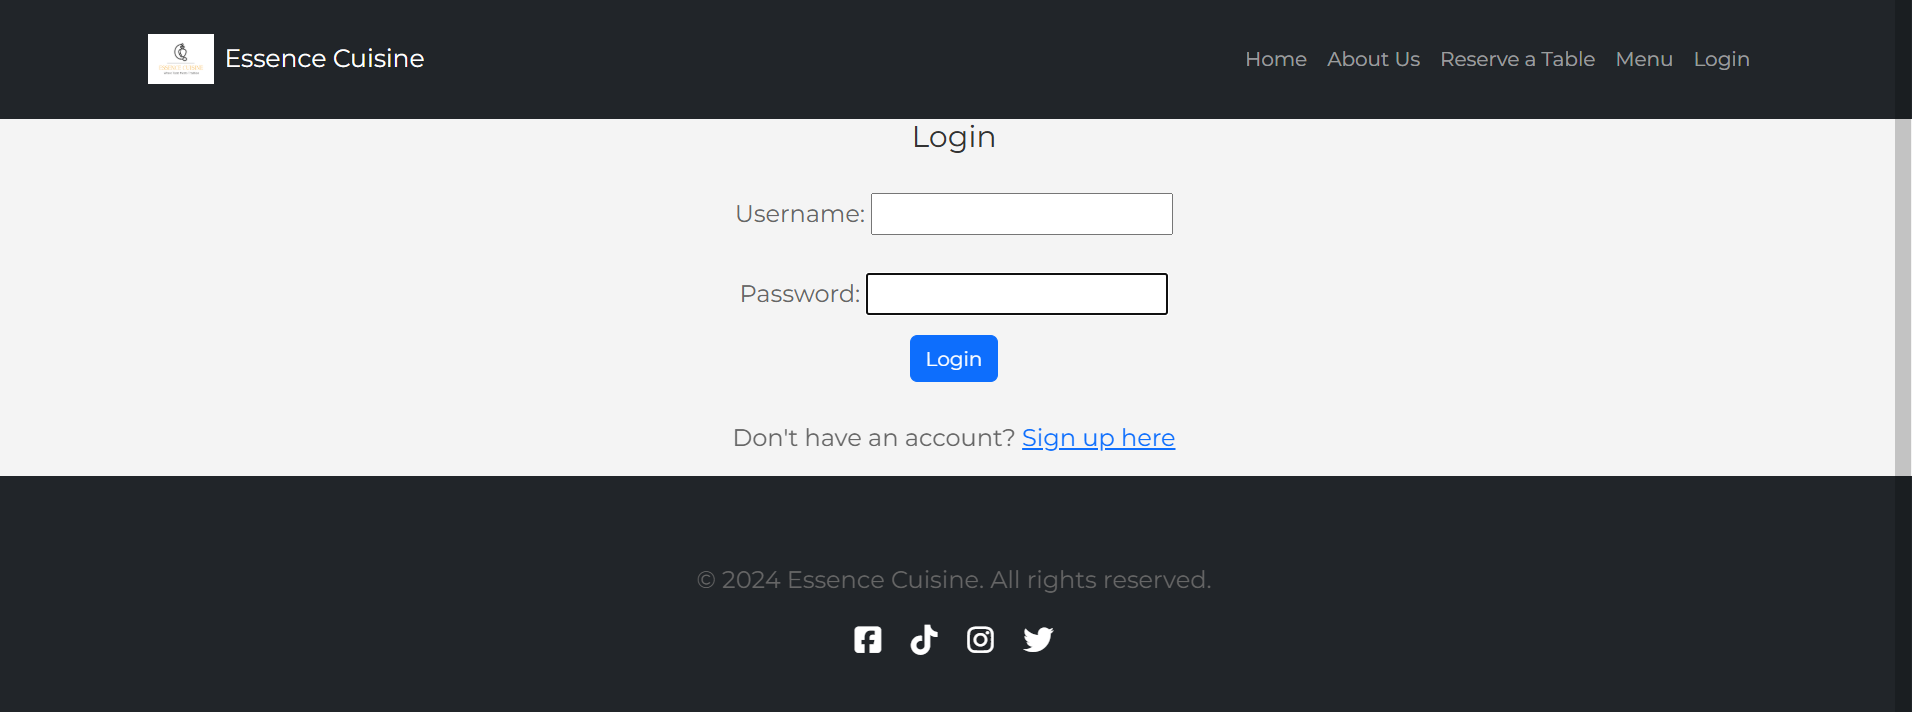 Essence Cuisine
Home About Us Reserve a Table Menu Login
Login
Username:
Password:
Login
Don't have an account? Sign up here
© 2024 Essence Cuisine. All rights reserved.